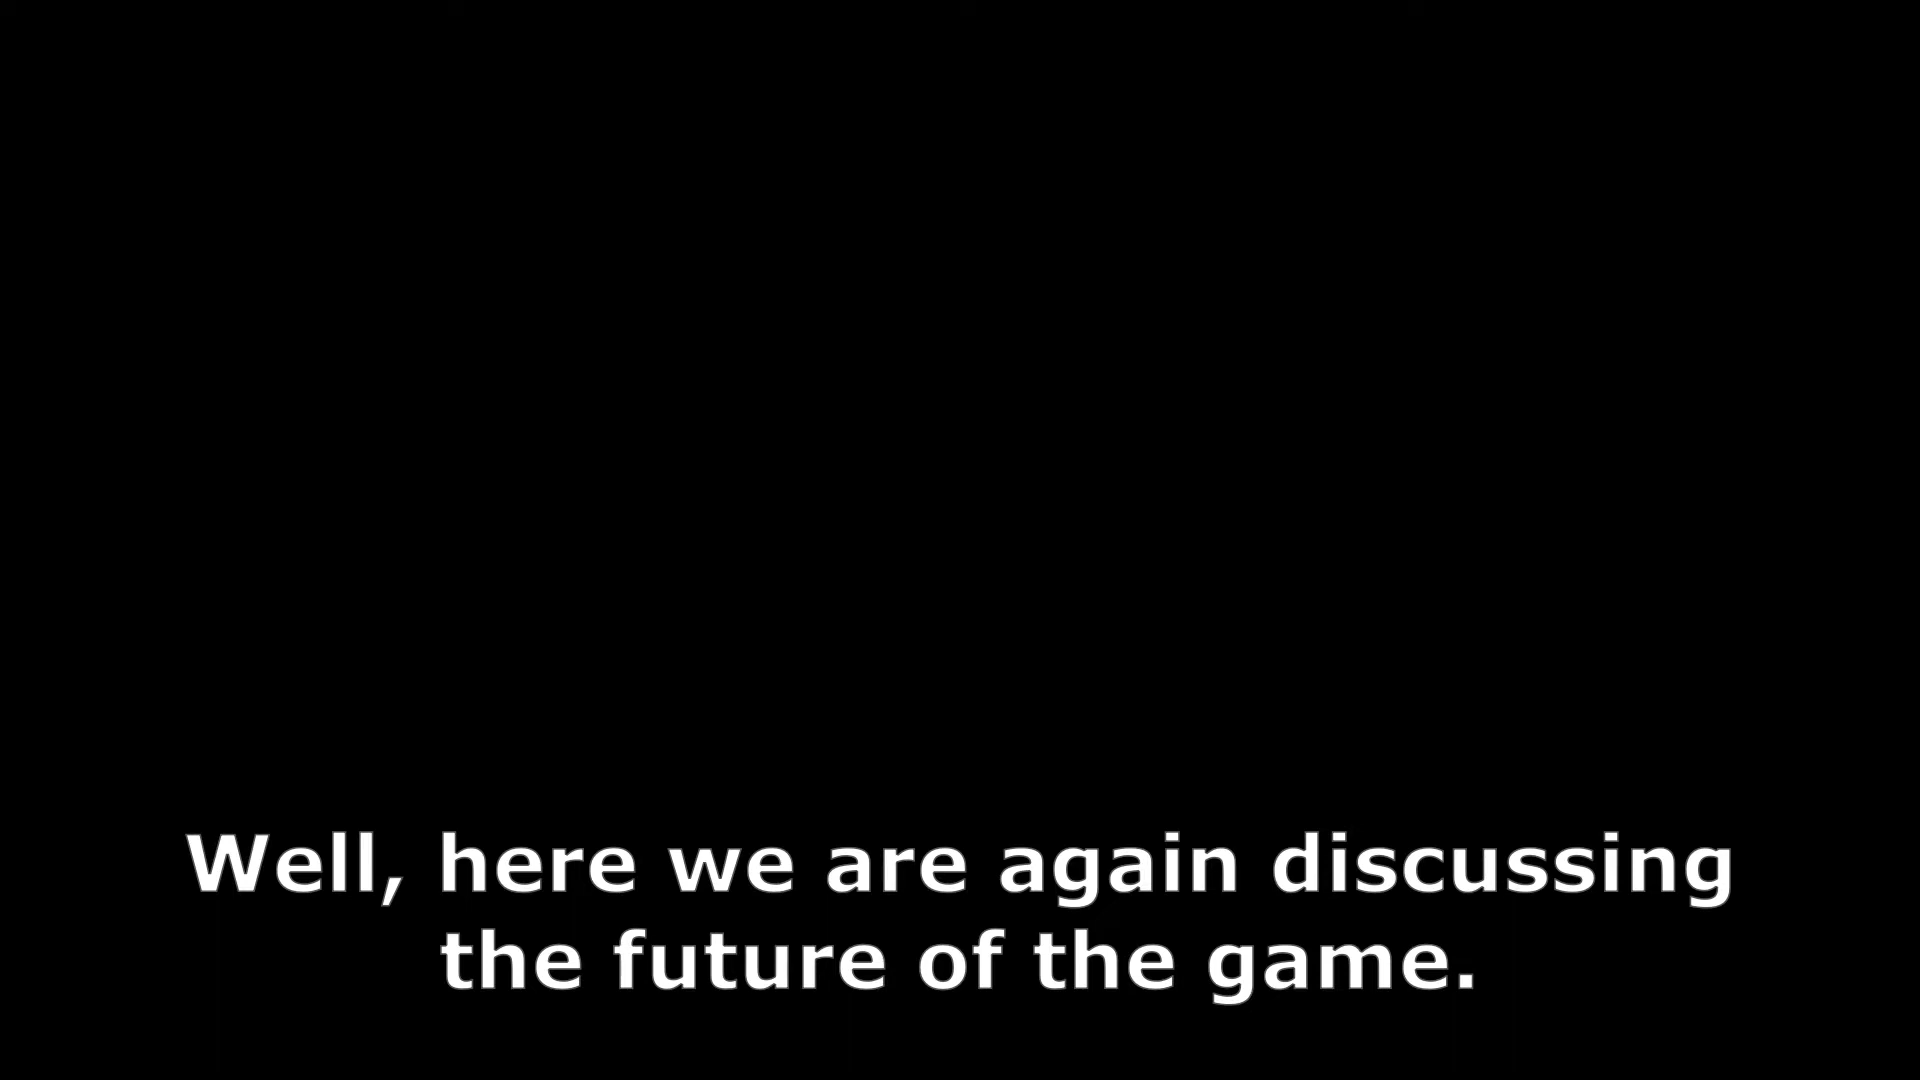 Well, here we are again discussing
the future of the game.